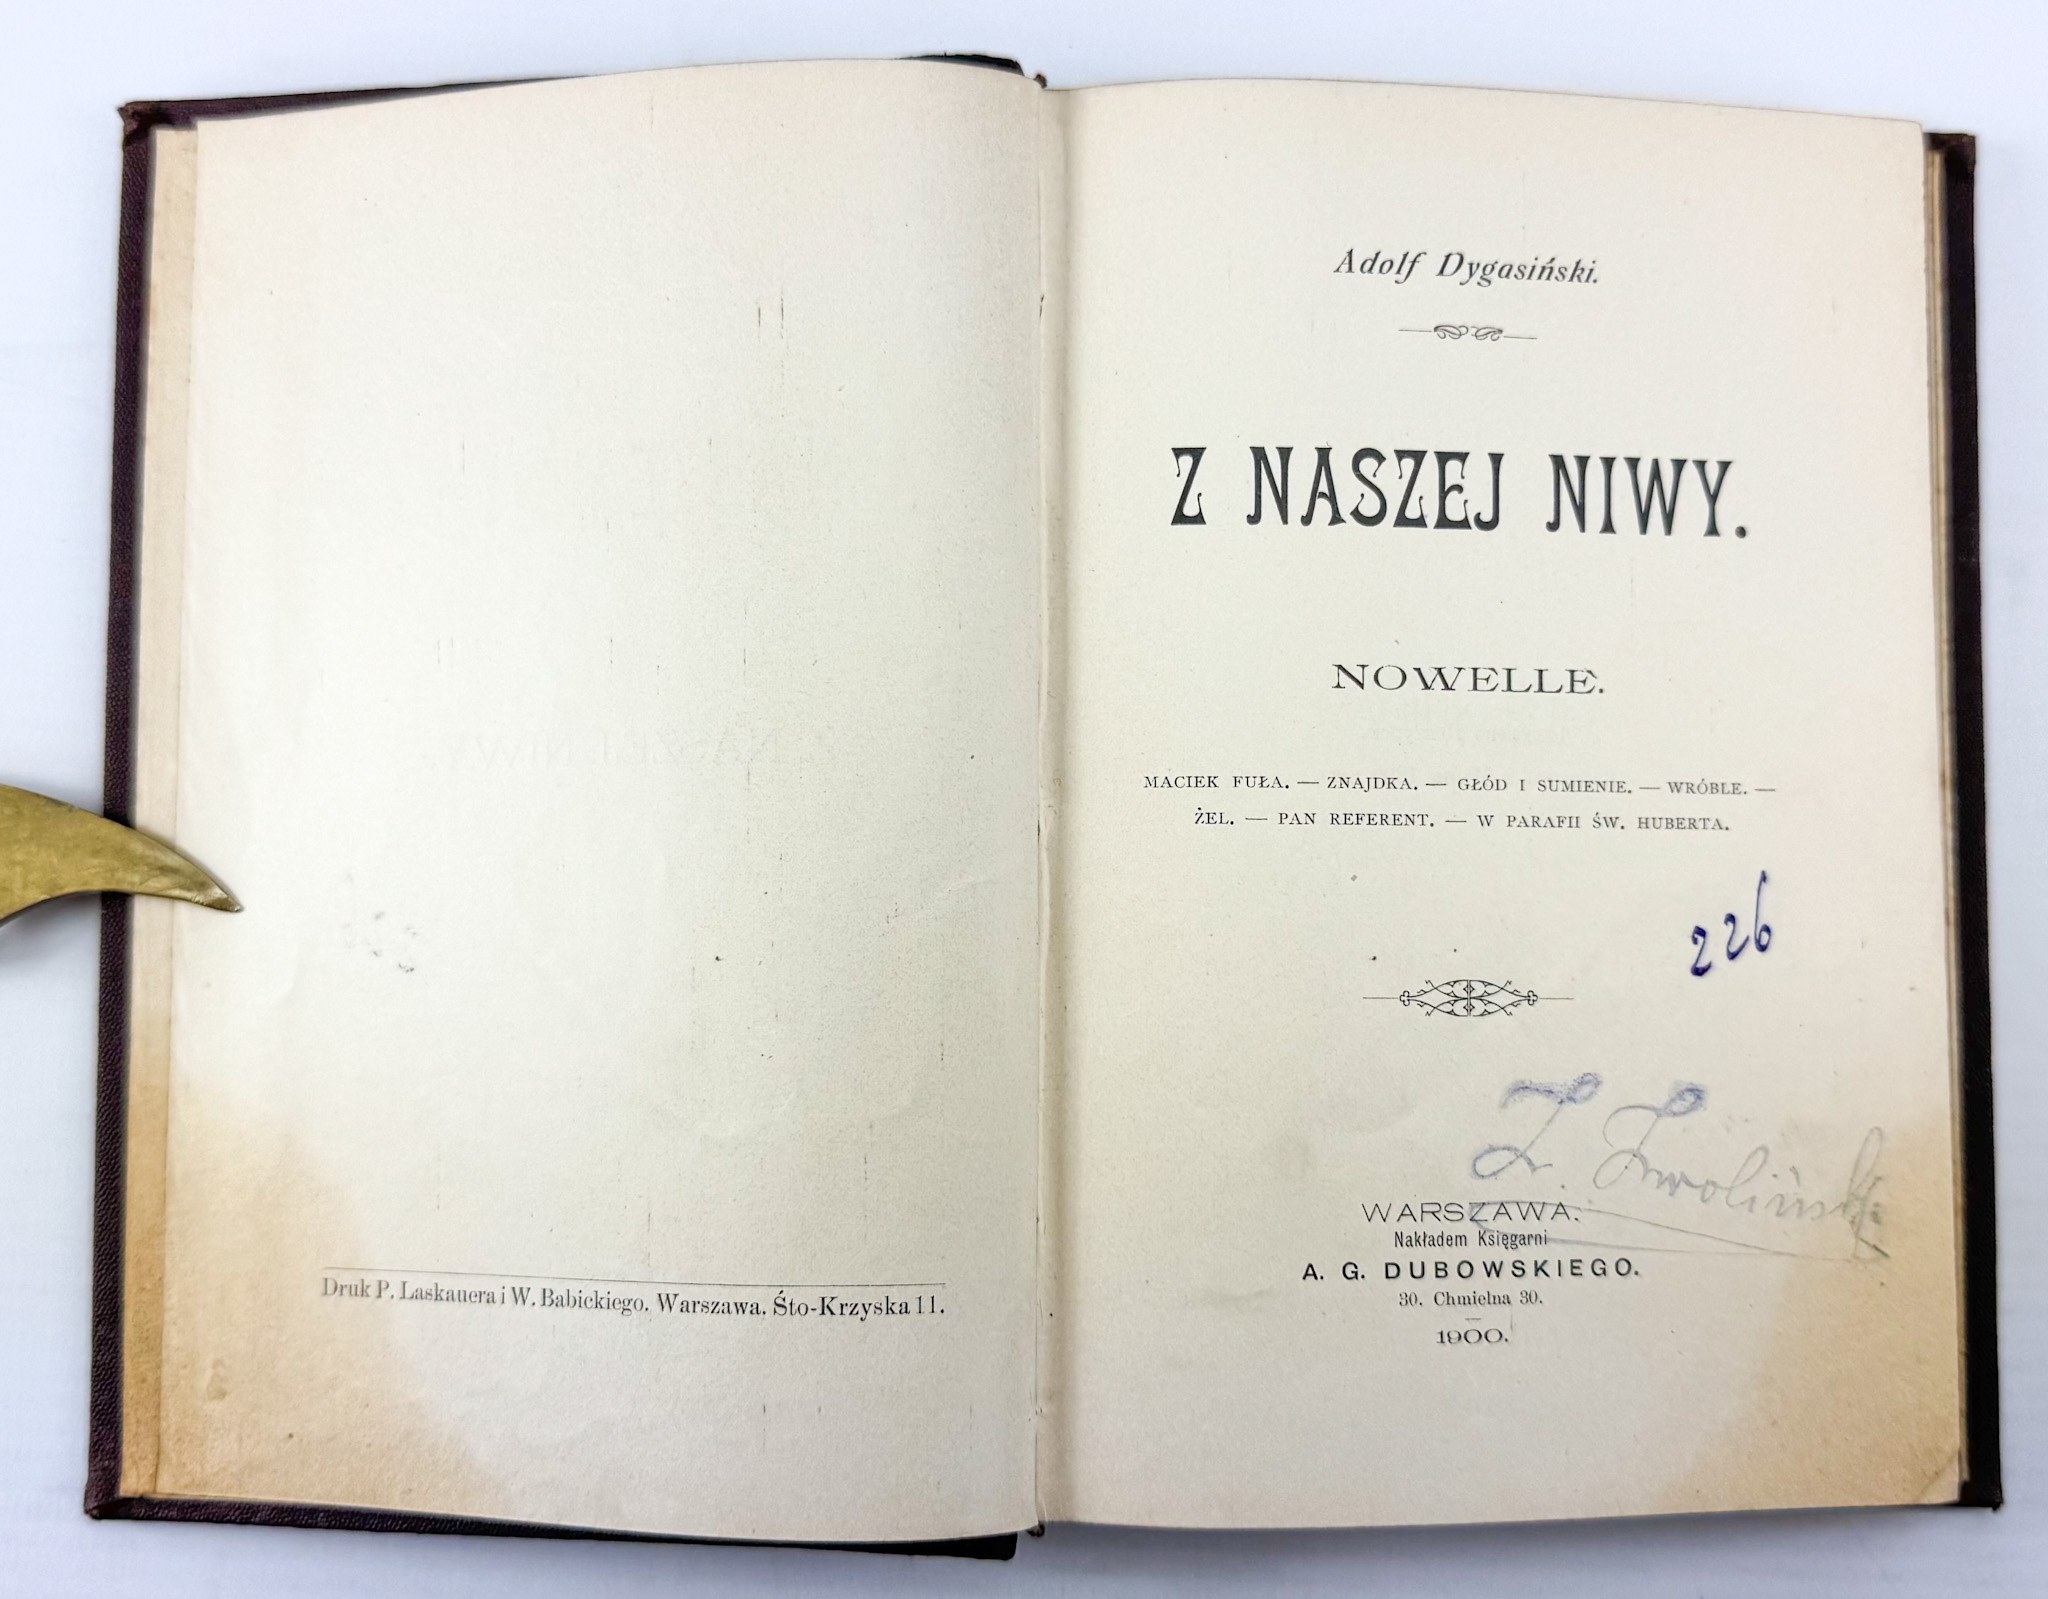 Druk P. Laskauera i W. Babickiego. Warszawa. Śto-Krzyska 11.
Adolf Dygasiński.
Z NASZEJ NIWY.
NOWELLE.
MACIEK FUŁA. — ZNAJDKA. — GŁÓD I SUMIENIE. — WRÓBLE. —
ŻEL. — PAN REFERENT. — W PARAFII ŚW. HUBERTA.
226
WARSZAWA.
Nakładem Księgarni
A. G. DUBOWSKIEGO.
30. Chmielna 30.
1900.